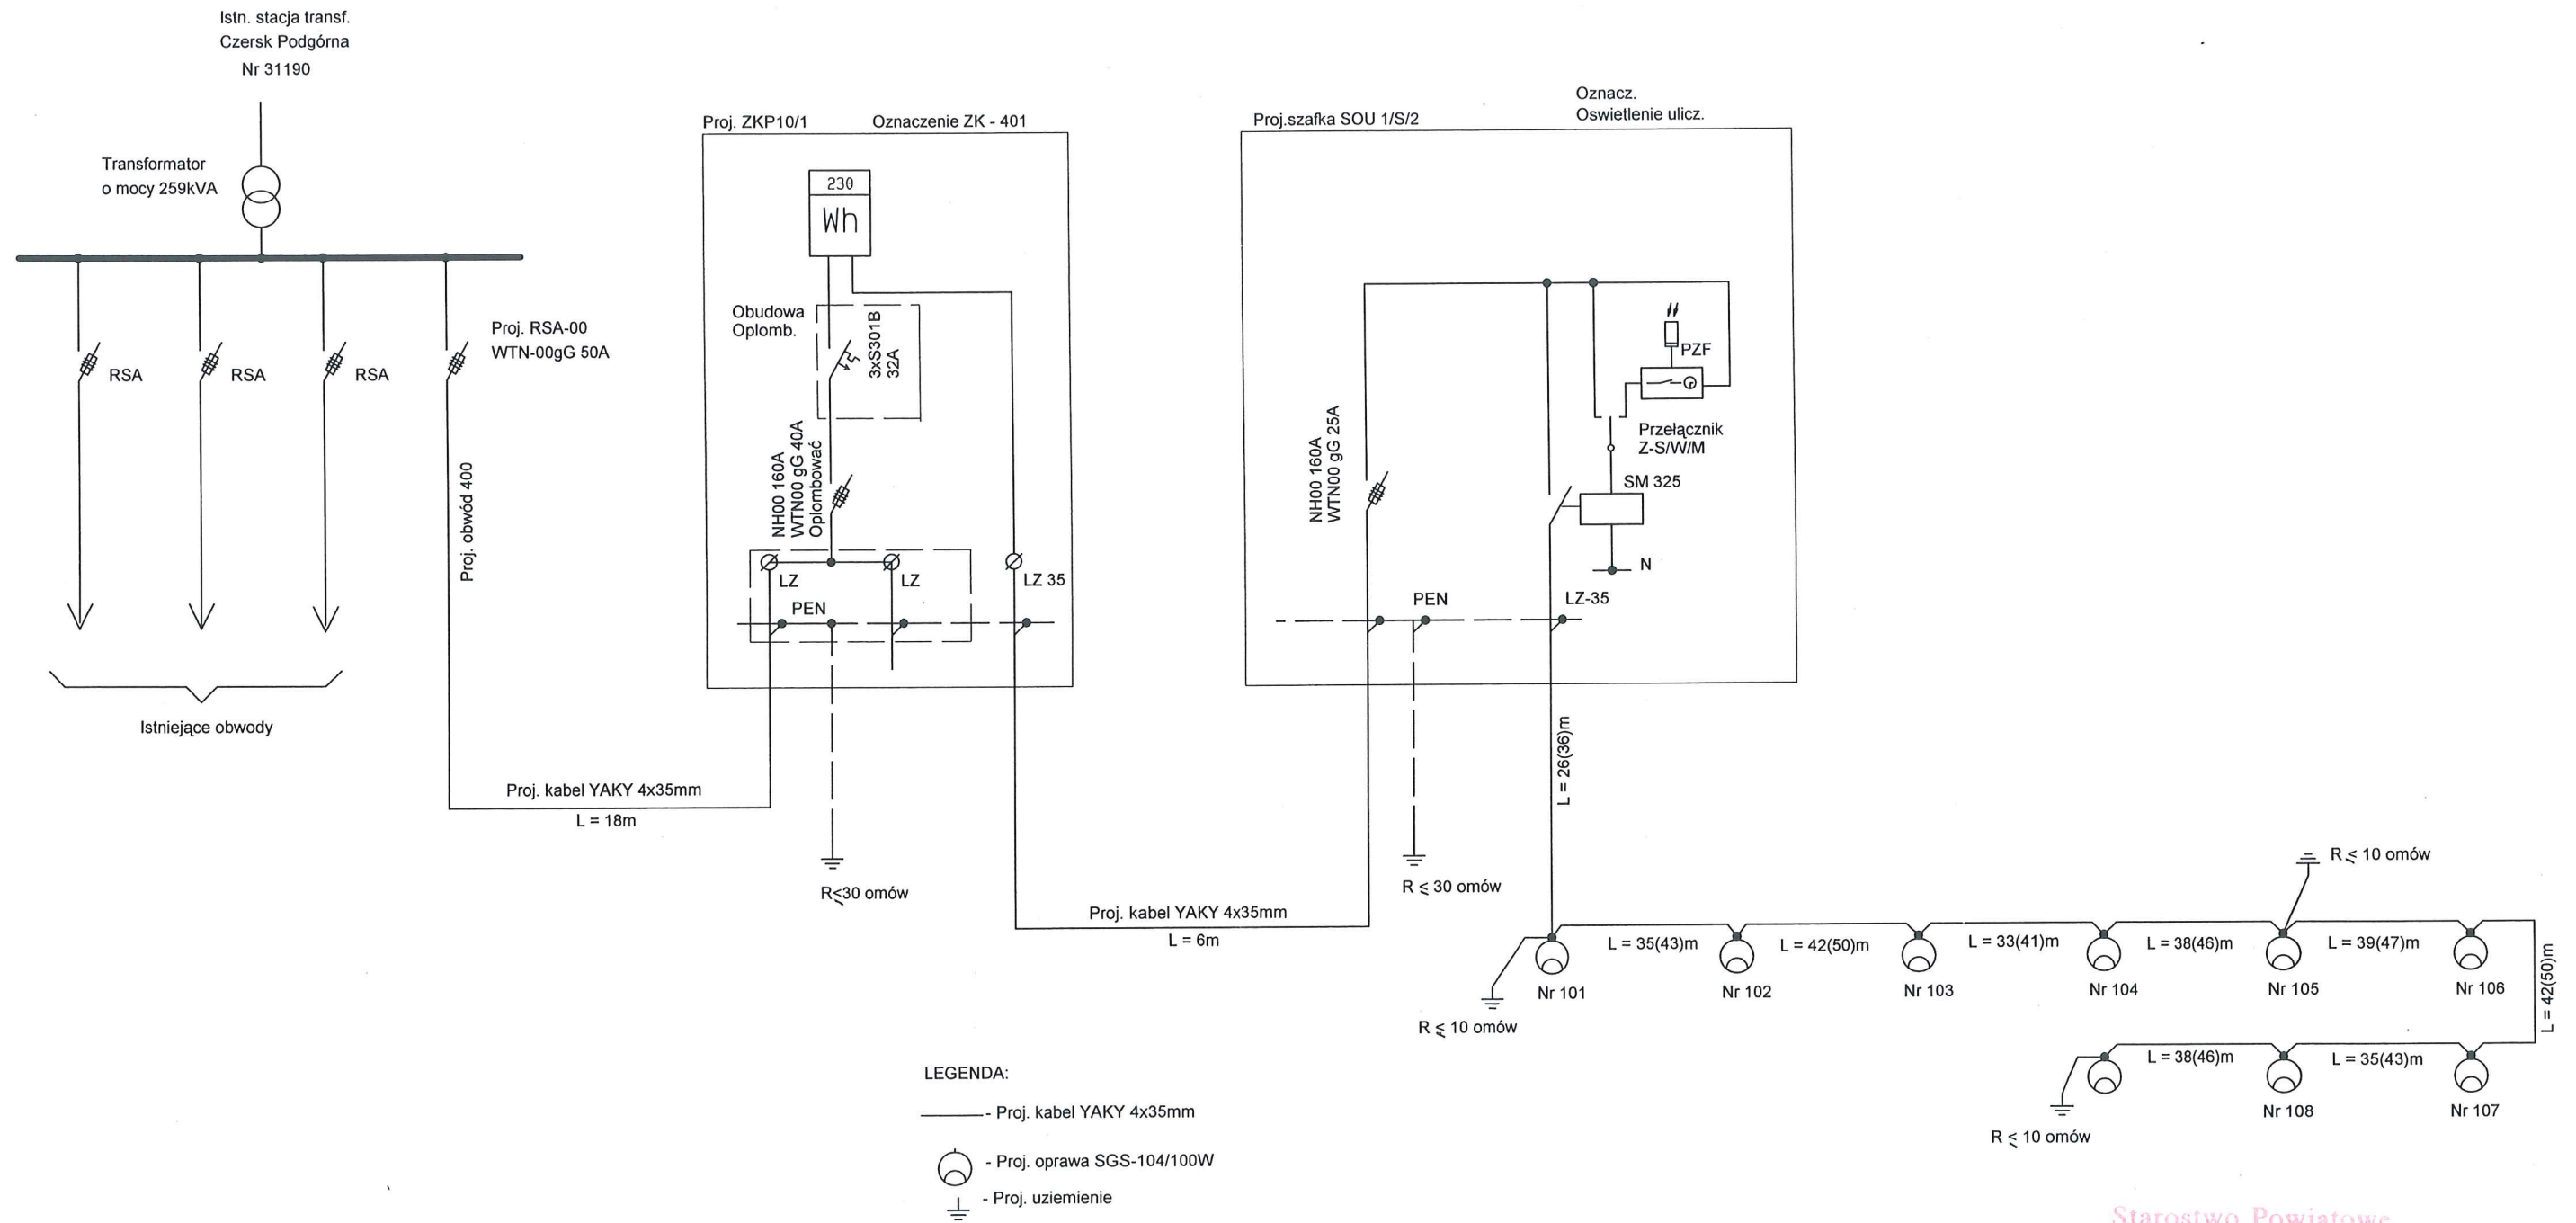 Istn. stacja transf.
Czersk Podgórna
Nr 31190
Transformator
o mocy 259kVA
RSA
RSA
RSA
Proj. RSA-00
WTN-00gG 50A
Proj. obwód 400
Istniejące obwody
Proj. kabel YAKY 4x35mm
L = 18m
Proj. ZKP10/1
Oznaczenie ZK - 401
230
Wh
Obudowa
Oplomb.
3xS301B
32A
NH00 160A
WTN00 gG 40A
Oplombować
LZ
LZ
LZ 35
PEN
R≤30 omów
Proj. kabel YAKY 4x35mm
L = 6m
Oznacz.
Oswietlenie ulicz.
Proj.szafka SOU 1/S/2
PZF
Przełącznik
Z-S/W/M
SM 325
N
NH00 160A
WTN00 gG 25A
PEN
LZ-35
R ≤ 30 omów
L = 26(36)m
R ≤ 10 omów
L = 35(43)m
L = 42(50)m
L = 33(41)m
L = 38(46)m
L = 39(47)m
Nr 101
Nr 102
Nr 103
Nr 104
Nr 105
Nr 106
R ≤ 10 omów
L = 42(50)m
L = 38(46)m
L = 35(43)m
Nr 108
Nr 107
R ≤ 10 omów
LEGENDA:
- Proj. kabel YAKY 4x35mm
- Proj. oprawa SGS-104/100W
- Proj. uziemienie
Starostwo Powiatowe